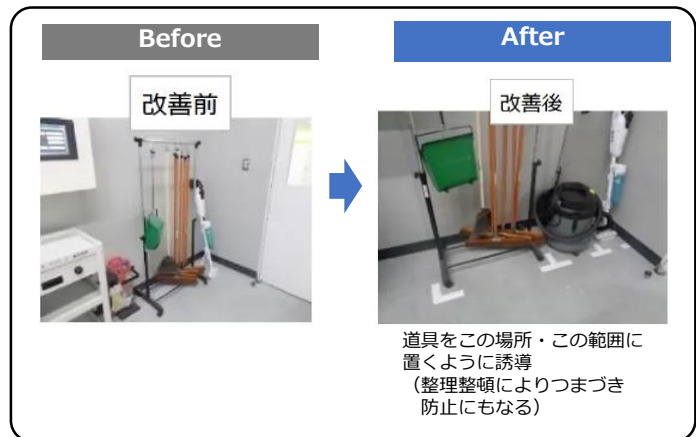 Before
After
改善前
改善後
道具をこの場所・この範囲に
置くように誘導
（整理整頓によりつまづき
防止にもなる）